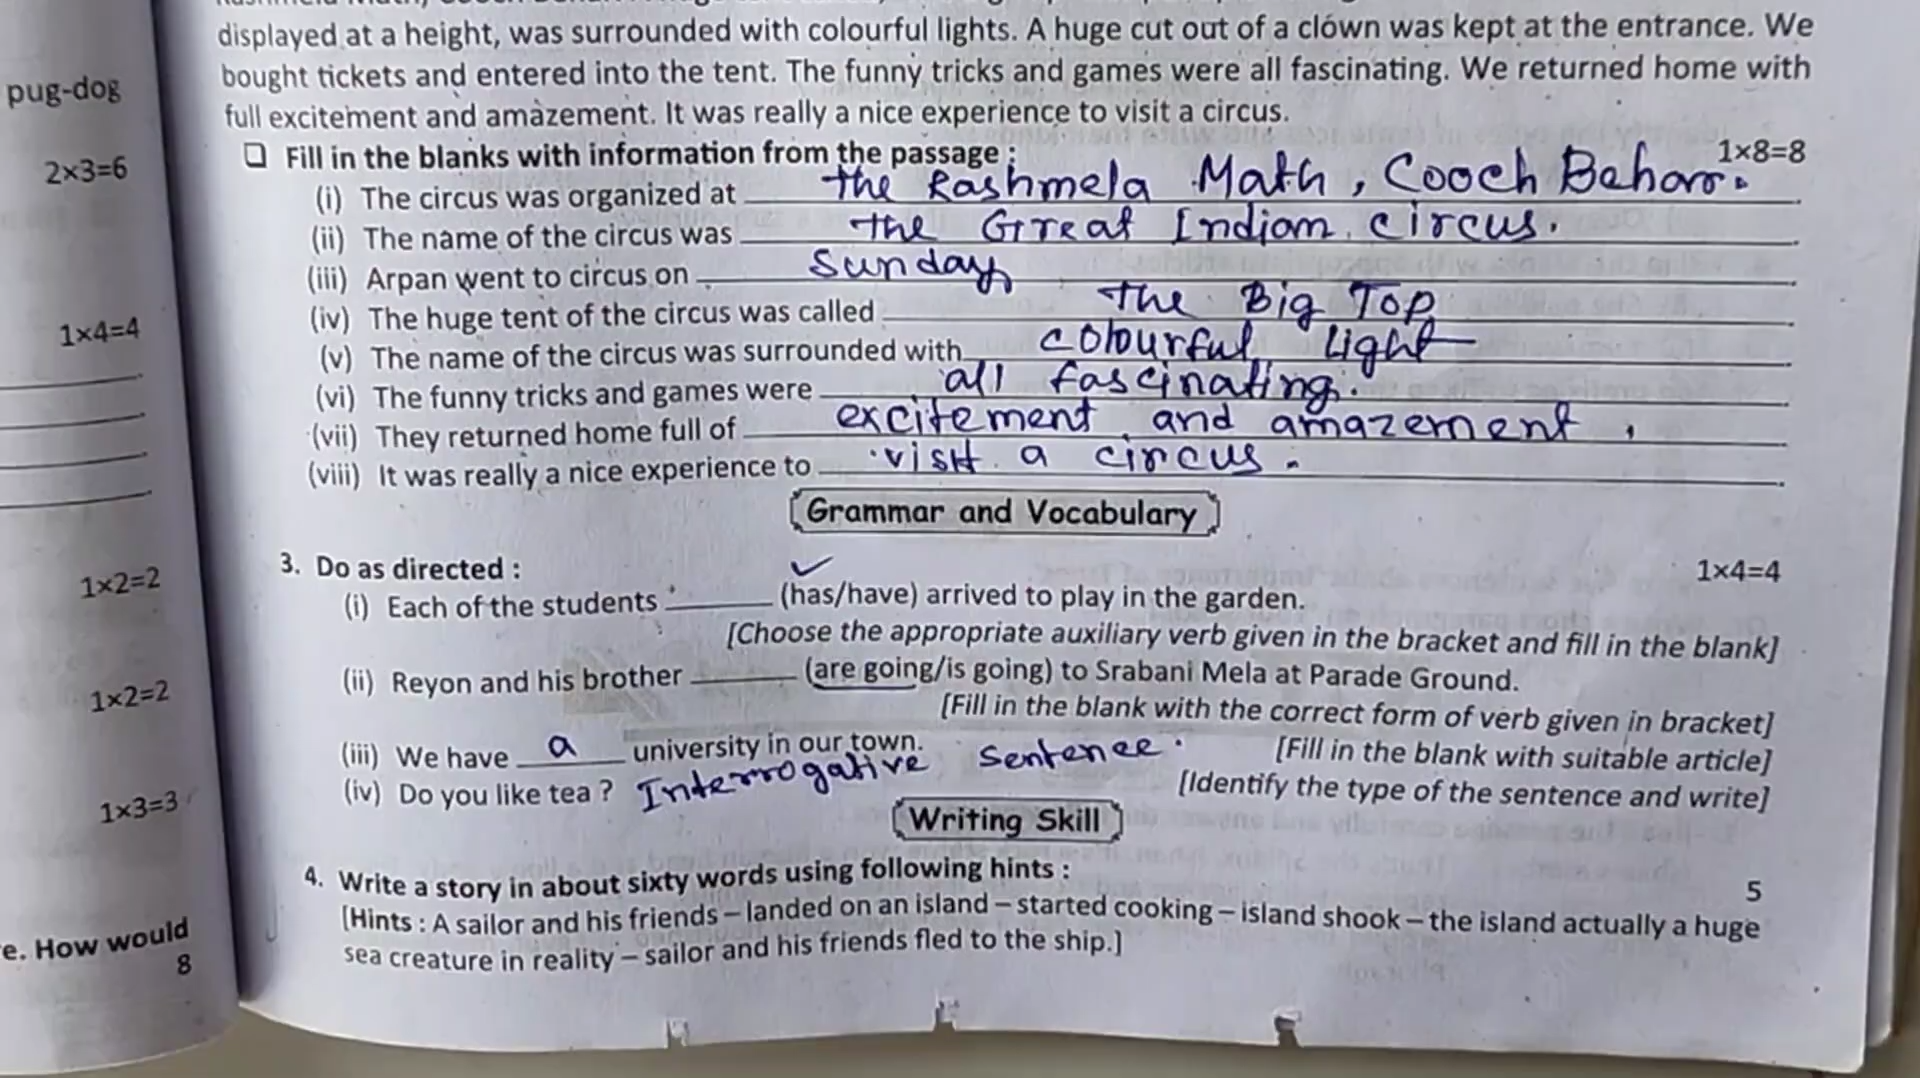 displayed at a height, was surrounded with colourful lights. A huge cut out of a clown was kept at the entrance. We
bought tickets and entered into the tent. The funny tricks and games were all fascinating. We returned home with
full excitement and amazement. It was really a nice experience to visit a circus.
❑ Fill in the blanks with information from the passage : 1×8=8
(i) The circus was organized at the Rashmela Math, Cooch Behar.
(ii) The name of the circus was the Great Indian circus.
(iii) Arpan went to circus on Sunday
(iv) The huge tent of the circus was called the Big Top
(v) The name of the circus was surrounded with colourful light
(vi) The funny tricks and games were all fascinating.
(vii) They returned home full of excitement and amazement.
(viii) It was really a nice experience to visit a circus.
Grammar and Vocabulary
3. Do as directed : 1×4=4
(i) Each of the students ______ (has/have) arrived to play in the garden.
[Choose the appropriate auxiliary verb given in the bracket and fill in the blank]
(ii) Reyon and his brother ______ (are going/is going) to Srabani Mela at Parade Ground.
[Fill in the blank with the correct form of verb given in bracket]
(iii) We have a university in our town. [Fill in the blank with suitable article]
(iv) Do you like tea ? Interrogative Sentence. [Identify the type of the sentence and write]
Writing Skill
4. Write a story in about sixty words using following hints : 5
[Hints : A sailor and his friends – landed on an island – started cooking – island shook – the island actually a huge
sea creature in reality – sailor and his friends fled to the ship.]
pug-dog
2×3=6
1×4=4
1×2=2
1×2=2
1×3=3
e. How would
8